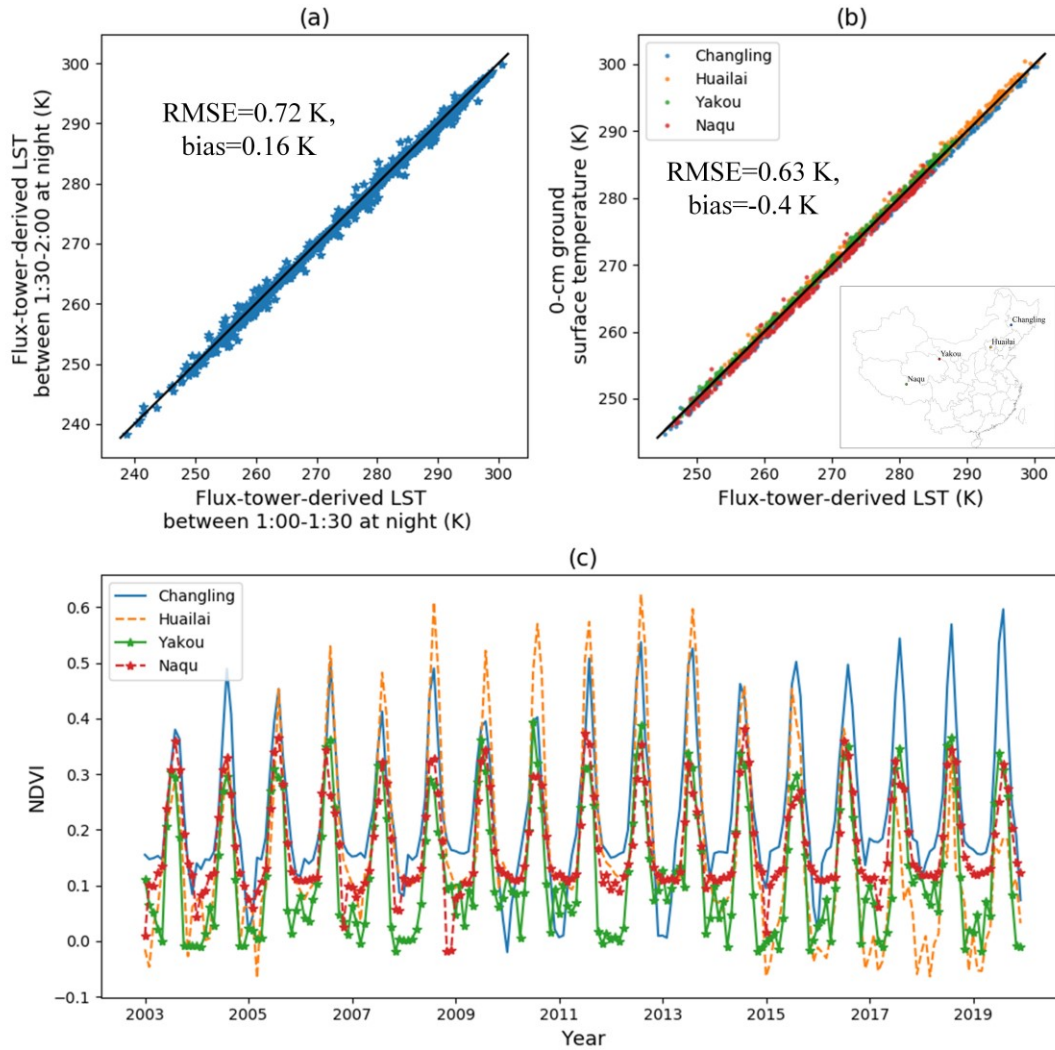 (a)
300
290
280
270
260
250
240
Flux-tower-derived LST
between 1:30-2:00 at night (K)
RMSE=0.72 K,
bias=0.16 K
240 250 260 270 280 290 300
Flux-tower-derived LST
between 1:00-1:30 at night (K)
(b)
300
290
280
270
260
250
0-cm ground
surface temperature (K)
Changling
Huailai
Yakou
Naqu
RMSE=0.63 K,
bias=-0.4 K
Changling
Huailai
Yakou
Naqu
250 260 270 280 290 300
Flux-tower-derived LST (K)
(c)
Changling
Huailai
Yakou
Naqu
0.6
0.5
0.4
0.3
0.2
0.1
0.0
-0.1
NDVI
2003 2005 2007 2009 2011 2013 2015 2017 2019
Year